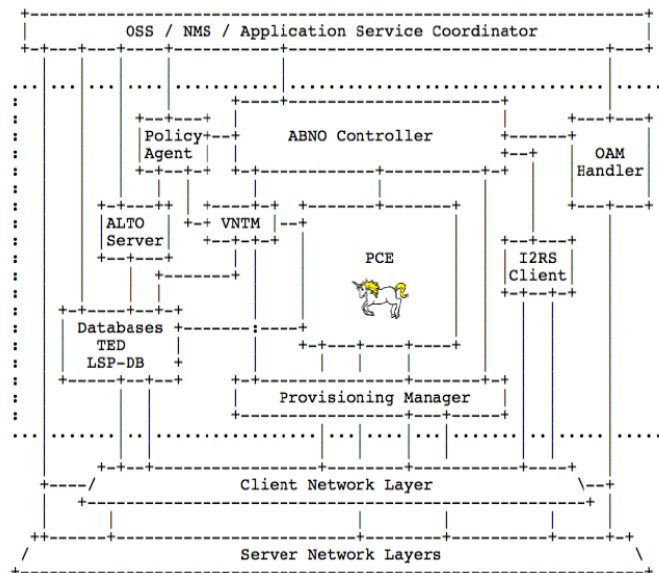 OSS / NMS / Application Service Coordinator
ABNO Controller
Policy
Agent
OAM
Handler
ALTO
Server
VNTM
PCE
I2RS
Client
Databases
TED
LSP-DB
Provisioning Manager
Client Network Layer
Server Network Layers